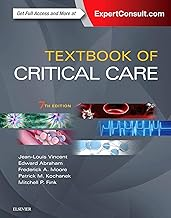 Get Full Access and More at
ExpertConsult.com
TEXTBOOK OF
CRITICAL CARE
7TH EDITION
Jean-Louis Vincent
Edward Abraham
Frederick A. Moore
Patrick M. Kochanek
Mitchell P. Fink
ELSEVIER